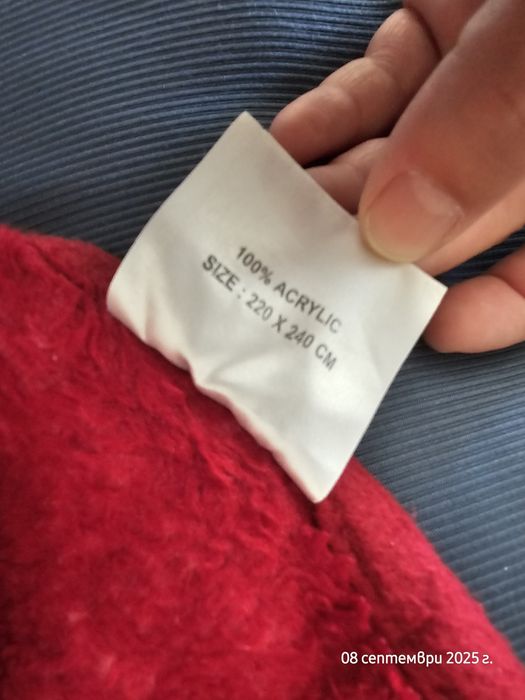 100% ACRYLIC
SIZE : 220 X 240 CM
08 септември 2025 г.